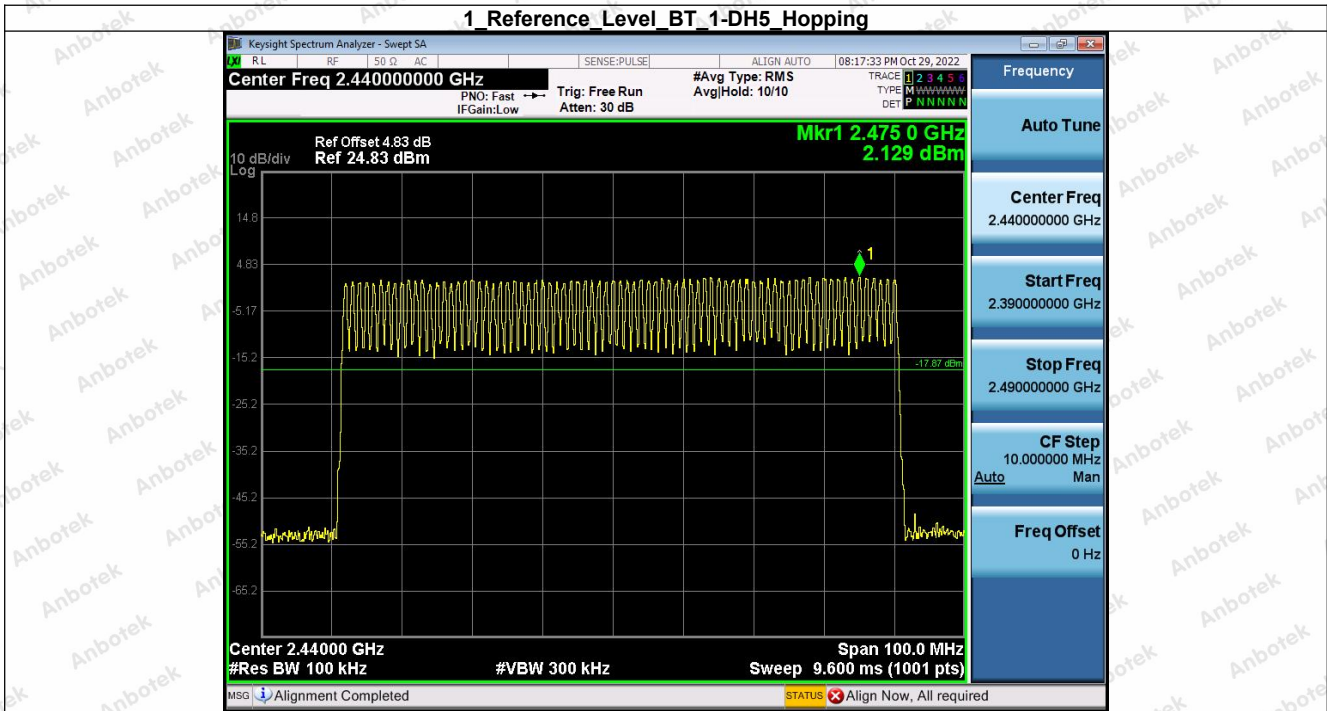 1_Reference_Level_BT_1-DH5_Hopping
Keysight Spectrum Analyzer - Swept SA
LXI RL RF 50 Ω AC SENSE:PULSE ALIGN AUTO 08:17:33 PM Oct 29, 2022
Center Freq 2.440000000 GHz
PNO: Fast
IFGain:Low
Trig: Free Run
Atten: 30 dB
#Avg Type: RMS
Avg|Hold: 10/10
TRACE 1 2 3 4 5 6
TYPE M WWWWW
DET P N N N N N
Ref Offset 4.83 dB
10 dB/div Ref 24.83 dBm
Log
Mkr1 2.475 0 GHz
2.129 dBm
14.8
4.83
-5.17
-15.2
-25.2
-35.2
-45.2
-55.2
-65.2
1
-17.87 dBm
Center 2.44000 GHz Span 100.0 MHz
#Res BW 100 kHz #VBW 300 kHz Sweep 9.600 ms (1001 pts)
MSG Alignment Completed STATUS Align Now, All required
Frequency
Auto Tune
Center Freq
2.440000000 GHz
Start Freq
2.390000000 GHz
Stop Freq
2.490000000 GHz
CF Step
10.000000 MHz
Auto Man
Freq Offset
0 Hz
Anbotek